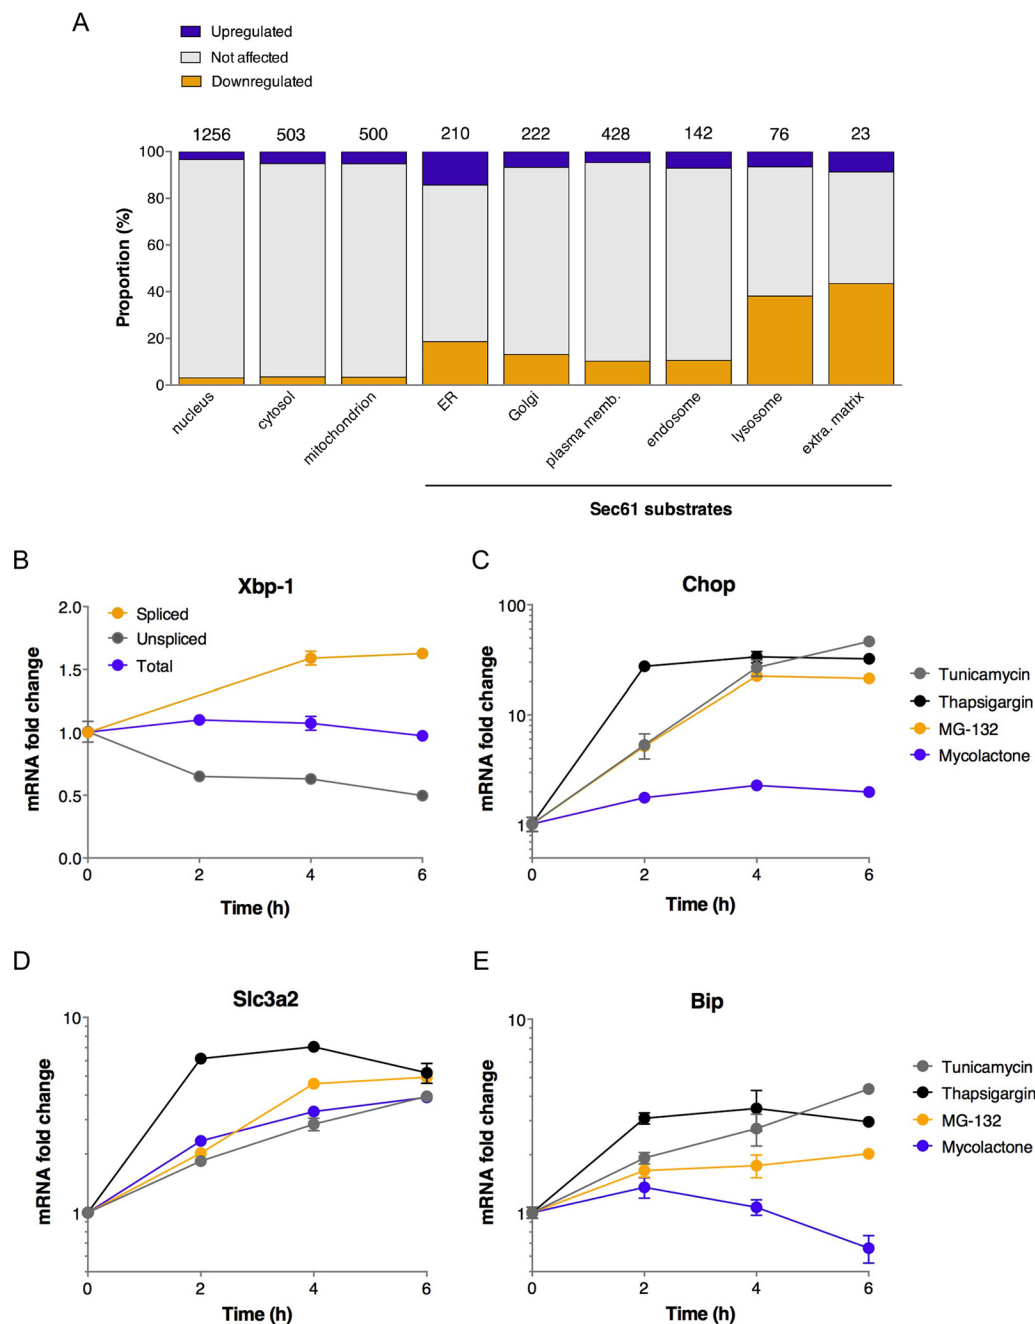 A
Upregulated
Not affected
Downregulated
1256 503 500 210 222 428 142 76 23
100
80
60
40
20
0
Proportion (%)
nucleus
cytosol
mitochondrion
ER
Golgi
plasma memb.
endosome
lysosome
extra. matrix
Sec61 substrates
B
Xbp-1
Spliced
Unspliced
Total
2.0
1.5
1.0
0.5
0.0
mRNA fold change
0 2 4 6
Time (h)
C
Chop
100
10
1
mRNA fold change
0 2 4 6
Time (h)
Tunicamycin
Thapsigargin
MG-132
Mycolactone
D
Slc3a2
10
1
mRNA fold change
0 2 4 6
Time (h)
E
Bip
10
1
mRNA fold change
0 2 4 6
Time (h)
Tunicamycin
Thapsigargin
MG-132
Mycolactone